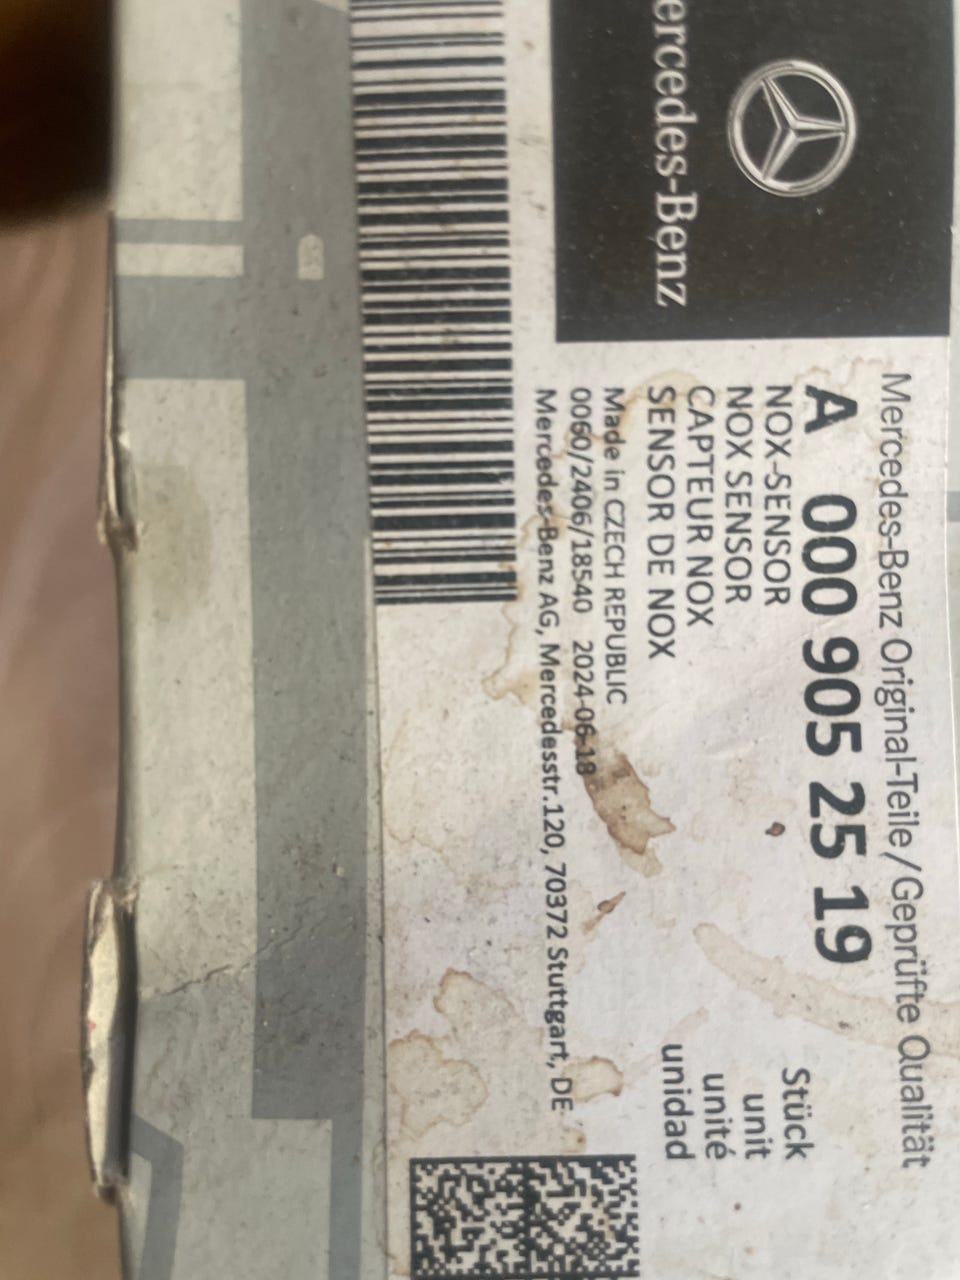 Mercedes-Benz
Mercedes-Benz Original-Teile/Geprüfte Qualität
A 000 905 25 19
NOX-SENSOR
NOX SENSOR
CAPTEUR NOX
SENSOR DE NOX
Stück
unit
unité
unidad
Made in CZECH REPUBLIC
0060/2406/18540 2024-06-18
Mercedes-Benz AG, Mercedesstr.120, 70372 Stuttgart, DE